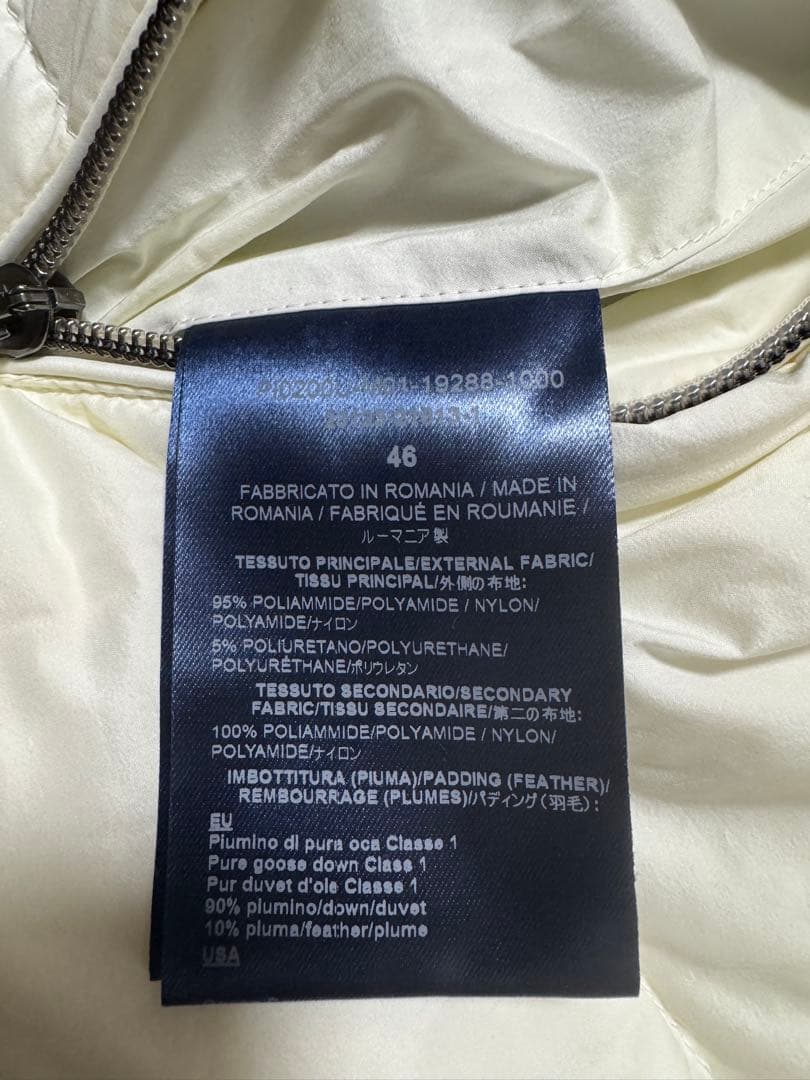 -19288-1000
46
FABBRICATO IN ROMANIA / MADE IN
ROMANIA / FABRIQUÉ EN ROUMANIE /
ルーマニア製
TESSUTO PRINCIPALE/EXTERNAL FABRIC/
TISSU PRINCIPAL/外側の布地:
95% POLIAMMIDE/POLYAMIDE / NYLON/
POLYAMIDE/ナイロン
5% POLIURETANO/POLYURETHANE/
POLYURÉTHANE/ポリウレタン
TESSUTO SECONDARIO/SECONDARY
FABRIC/TISSU SECONDAIRE/第二の布地:
100% POLIAMMIDE/POLYAMIDE / NYLON/
POLYAMIDE/ナイロン
IMBOTTITURA (PIUMA)/PADDING (FEATHER)/
REMBOURRAGE (PLUMES)/パディング(羽毛):
EU
Piumino di pura oca Classe 1
Pure goose down Class 1
Pur duvet d'oie Classe 1
90% piumino/down/duvet
10% piuma/feather/plume
USA